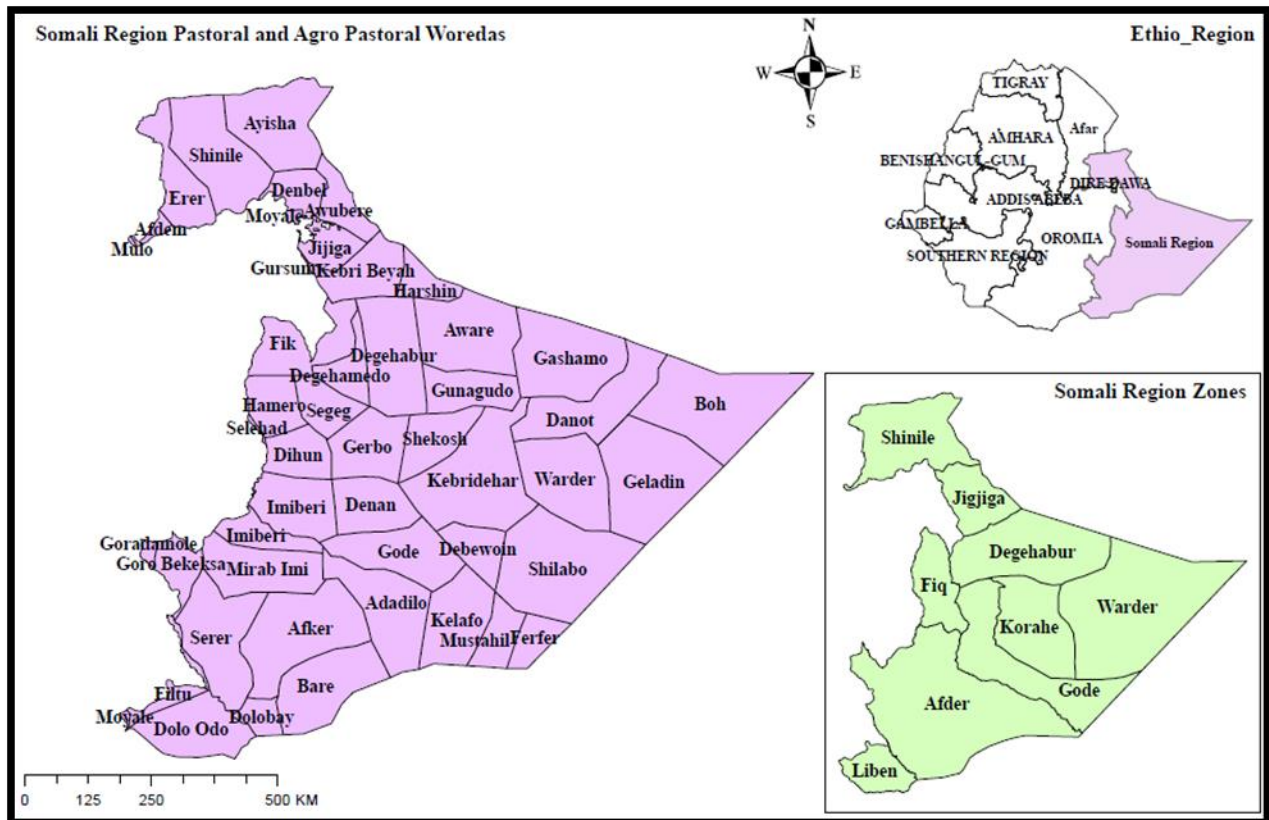 Somali Region Pastoral and Agro Pastoral Woredas
Ayisha
Shinile
Erer
Denbel
Moyale
Awubere
Afdem
Mulo
Jijiga
Gursum
Kebri Beyah
Harshin
Fik
Degehabur
Aware
Gashamo
Degehamedo
Gunagudo
Boh
Hamero
Segeg
Danot
Selehad
Shekosh
Dihun
Gerbo
Kebridehar
Warder
Geladin
Imiberi
Denan
Imiberi
Goradamole
Gode
Debewoin
Goro Bekeksa
Mirab Imi
Shilabo
Adadilo
Serer
Afker
Kelafo
Mustahil
Ferfer
Bare
Filtu
Moyale
Dolobay
Dolo Odo
0 125 250 500 KM
N
W E
S
Ethio_Region
TIGRAY
AMHARA
Afar
BENISHANGUL-GUM
DIRE DAWA
ADDIS ABEBA
GAMBELLA
OROMIA
Somali Region
SOUTHERN REGION
Somali Region Zones
Shinile
Jigjiga
Degehabur
Fiq
Warder
Korahe
Gode
Afder
Liben